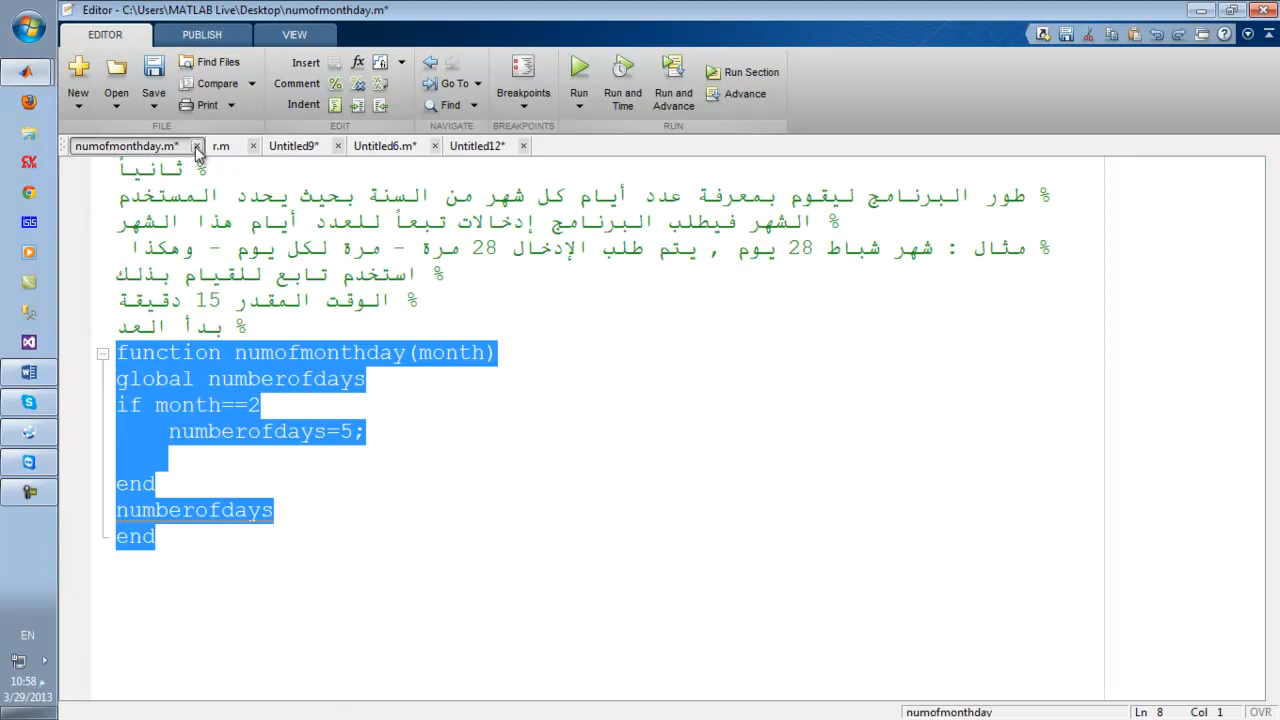 Editor - C:\Users\MATLAB Live\Desktop\numofmonthday.m*
EDITOR PUBLISH VIEW
New Open Save Find Files Compare Print
Insert Comment Indent
Go To Find
Breakpoints
Run Run and Time Run and Advance Run Section Advance
FILE EDIT NAVIGATE BREAKPOINTS RUN
numofmonthday.m* r.m Untitled9* Untitled6.m* Untitled12*
% ثانياً
% طور البرنامج ليقوم بمعرفة عدد أيام كل شهر من السنة بحيث يحدد المستخدم
% الشهر فيطلب البرنامج إدخالات تبعاً للعدد أيام هذا الشهر
% مثال : شهر شباط 28 يوم , يتم طلب الإدخال 28 مرة - مرة لكل يوم - وهكذا
% استخدم تابع للقيام بذلك
% الوقت المقدر 15 دقيقة
% بدأ العد
function numofmonthday(month)
global numberofdays
if month==2
numberofdays=5;
end
numberofdays
end
EN
10:58 م
3/29/2013
numofmonthday Ln 8 Col 1 OVR